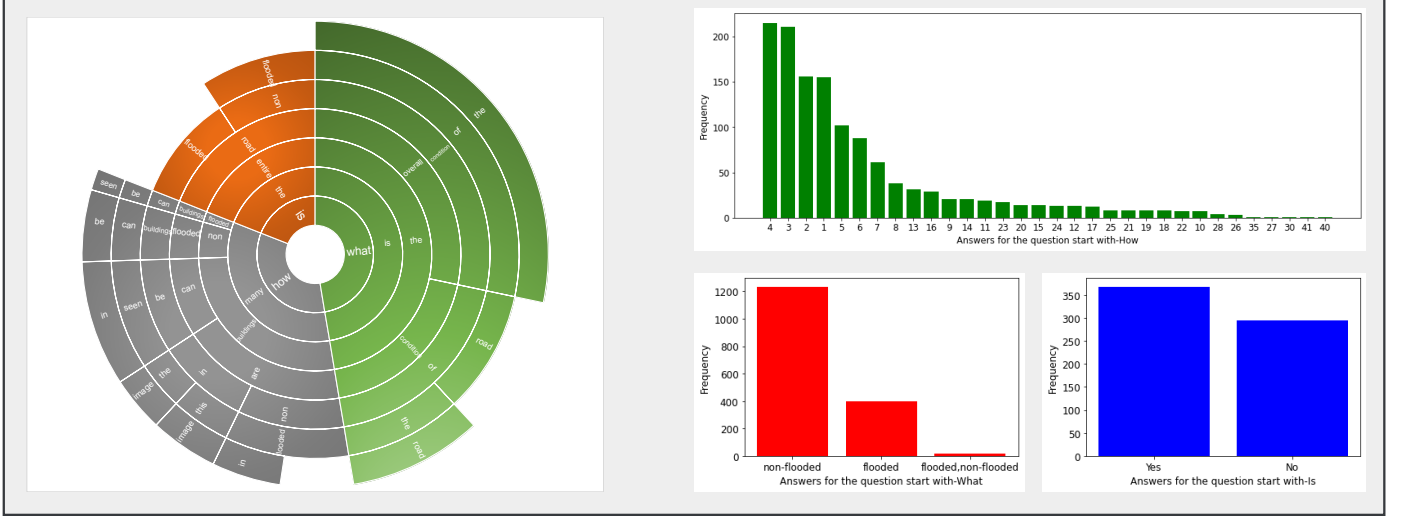 what
is
the
overall
condition
of
the
condition
of
road
the
road
how
many
buildings
are
non
flooded
in
in
this
image
the
image
can
be
seen
in
non
flooded
buildings
can
be
flooded
buildings
can
be
seen
is
the
entire
road
flooded
non
flooded
Frequency
200
150
100
50
0
4 3 2 1 5 6 7 8 13 16 9 14 11 19 23 20 15 24 12 17 25 21 18 22 10 28 26 35 27 30 41 40
Answers for the question start with-How
Frequency
1200
1000
800
600
400
200
0
non-flooded flooded flooded,non-flooded
Answers for the question start with-What
Frequency
350
300
250
200
150
100
50
0
Yes No
Answers for the question start with-Is